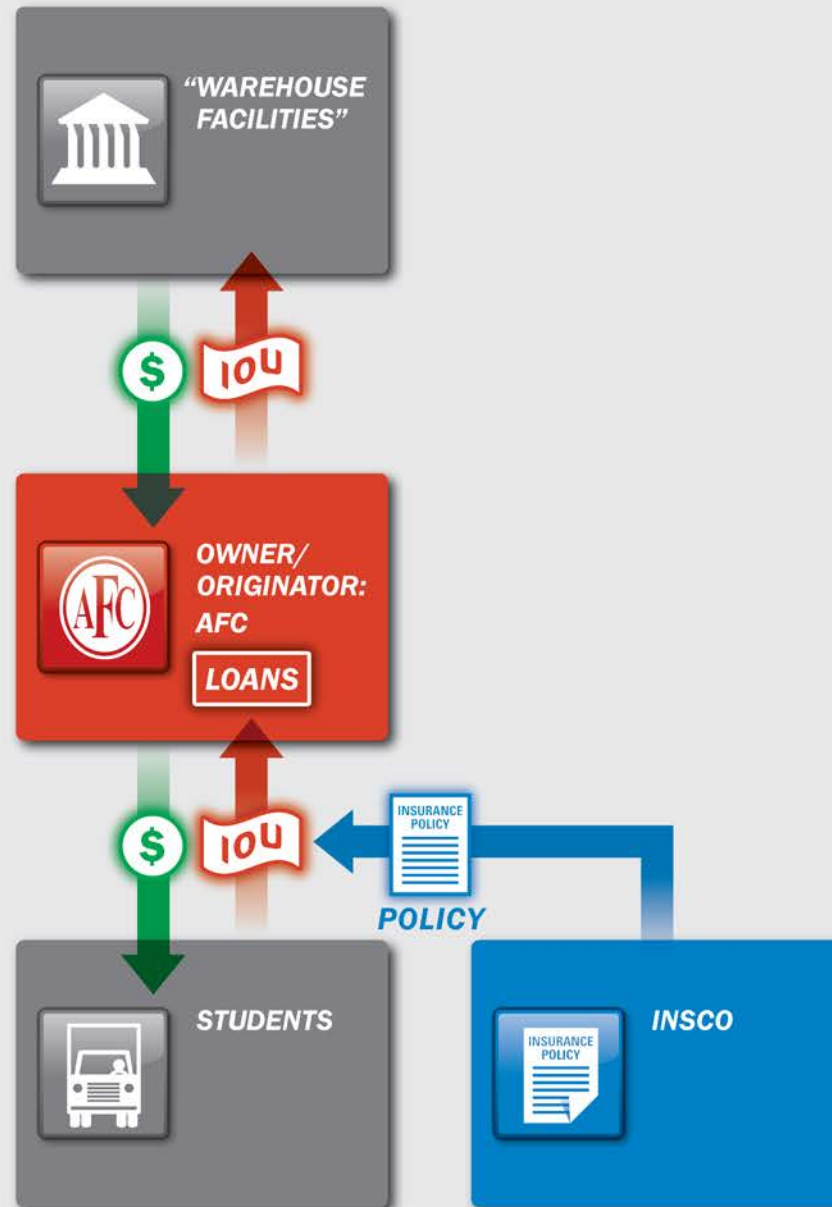 “WAREHOUSE
FACILITIES”
$
IOU
AFC
OWNER/
ORIGINATOR:
AFC
LOANS
$
IOU
INSURANCE
POLICY
POLICY
STUDENTS
INSURANCE
POLICY
INSCO